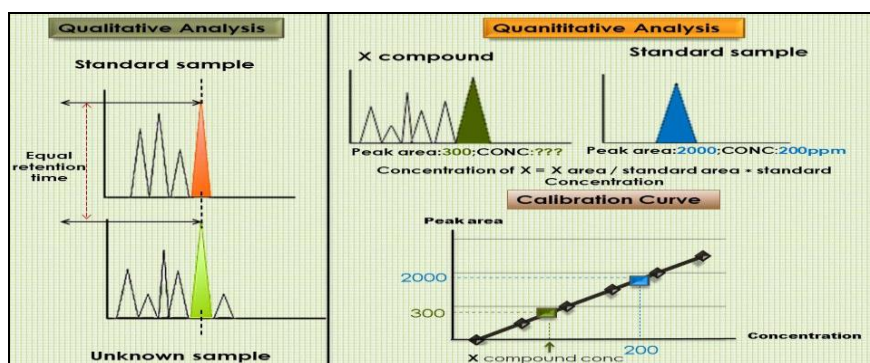 Qualitative Analysis
Standard sample
Equal
retention
time
Unknown sample
Quanititative Analysis
X compound
Standard sample
Peak area:300;CONC:???
Peak area:2000;CONC:200ppm
Concentration of X = X area / standard area * standard
Concentration
Calibration Curve
Peak area
2000
300
Concentration
X compound conc
200